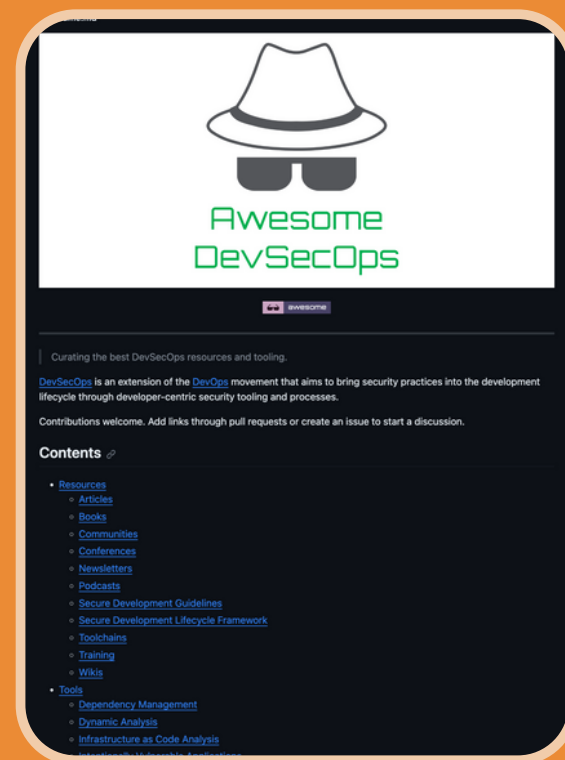 Awesome
DevSecOps
awesome
Curating the best DevSecOps resources and tooling.
DevSecOps is an extension of the DevOps movement that aims to bring security practices into the development
lifecycle through developer-centric security tooling and processes.
Contributions welcome. Add links through pull requests or create an issue to start a discussion.
Contents
Resources
Articles
Books
Communities
Conferences
Newsletters
Podcasts
Secure Development Guidelines
Secure Development Lifecycle Framework
Toolchains
Training
Wikis
Tools
Dependency Management
Dynamic Analysis
Infrastructure as Code Analysis
Intentionally Vulnerable Applications